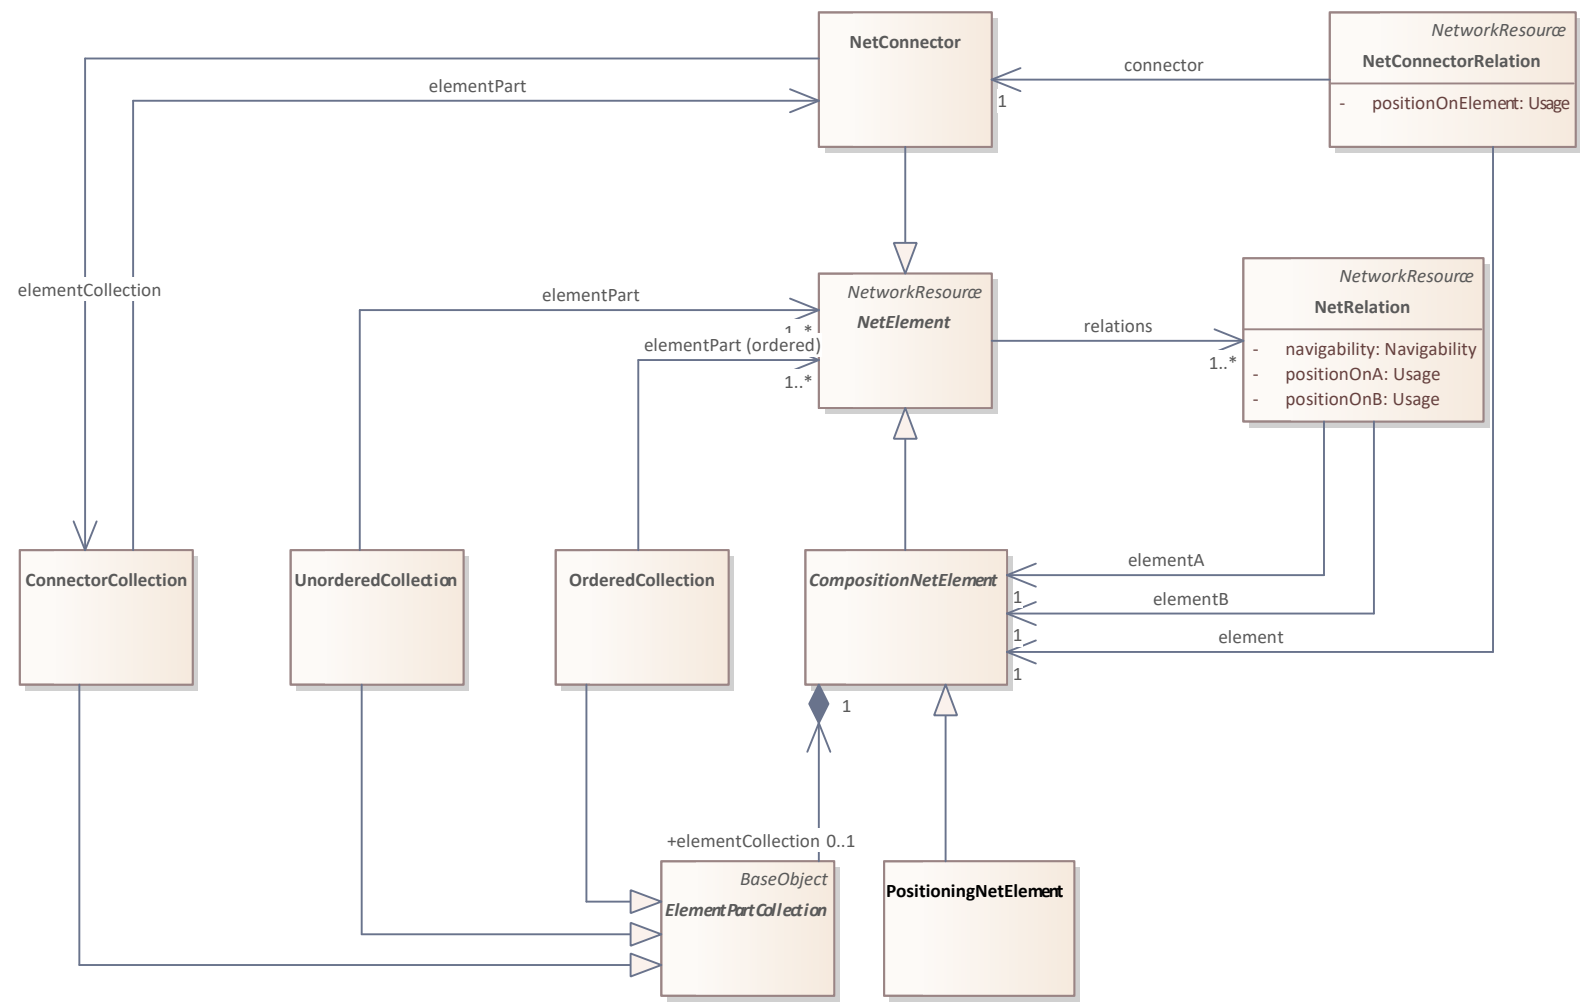 NetConnector
NetworkResource
NetConnectorRelation
- positionOnElement: Usage
connector
1
elementPart
elementCollection
NetworkResource
NetElement
elementPart
1..*
elementPart (ordered)
1..*
relations
1..*
NetworkResource
NetRelation
- navigability: Navigability
- positionOnA: Usage
- positionOnB: Usage
ConnectorCollection
UnorderedCollection
OrderedCollection
CompositionNetElement
elementA
1
elementB
1
element
1
1
+elementCollection 0..1
BaseObject
ElementPartCollection
PositioningNetElement